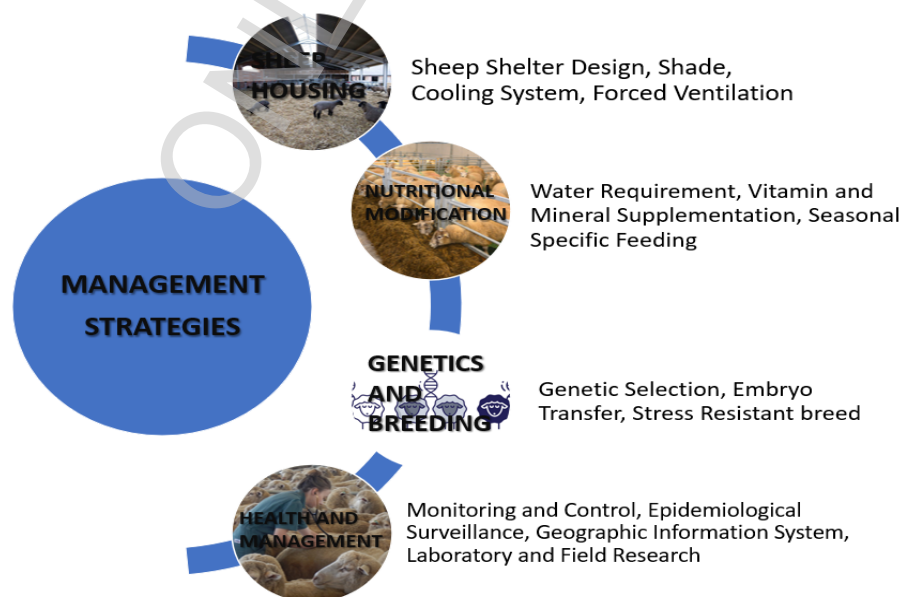 SHEEP
HOUSING
Sheep Shelter Design, Shade,
Cooling System, Forced Ventilation
NUTRITIONAL
MODIFICATION
Water Requirement, Vitamin and
Mineral Supplementation, Seasonal
Specific Feeding
MANAGEMENT
STRATEGIES
GENETICS
AND
BREEDING
Genetic Selection, Embryo
Transfer, Stress Resistant breed
HEALTH AND
MANAGEMENT
Monitoring and Control, Epidemiological
Surveillance, Geographic Information System,
Laboratory and Field Research